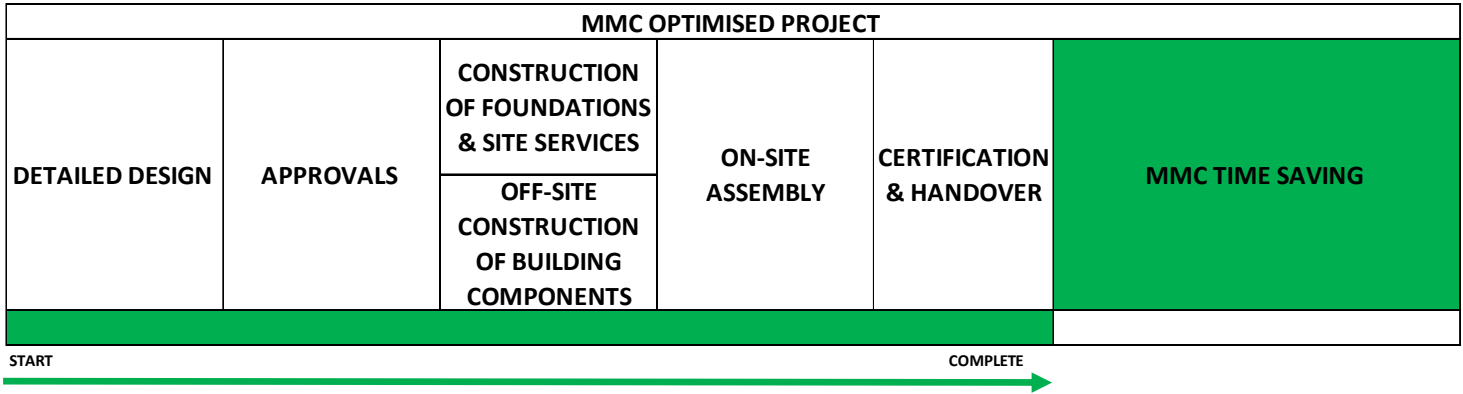 MMC OPTIMISED PROJECT
DETAILED DESIGN
APPROVALS
CONSTRUCTION
OF FOUNDATIONS
& SITE SERVICES
OFF-SITE
CONSTRUCTION
OF BUILDING
COMPONENTS
ON-SITE
ASSEMBLY
CERTIFICATION
& HANDOVER
MMC TIME SAVING
START
COMPLETE